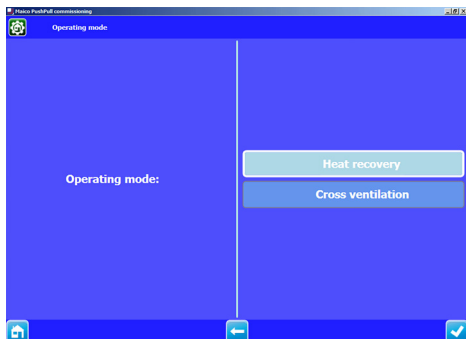 Maico PushPull commissioning
Operating mode
Operating mode:
Heat recovery
Cross ventilation